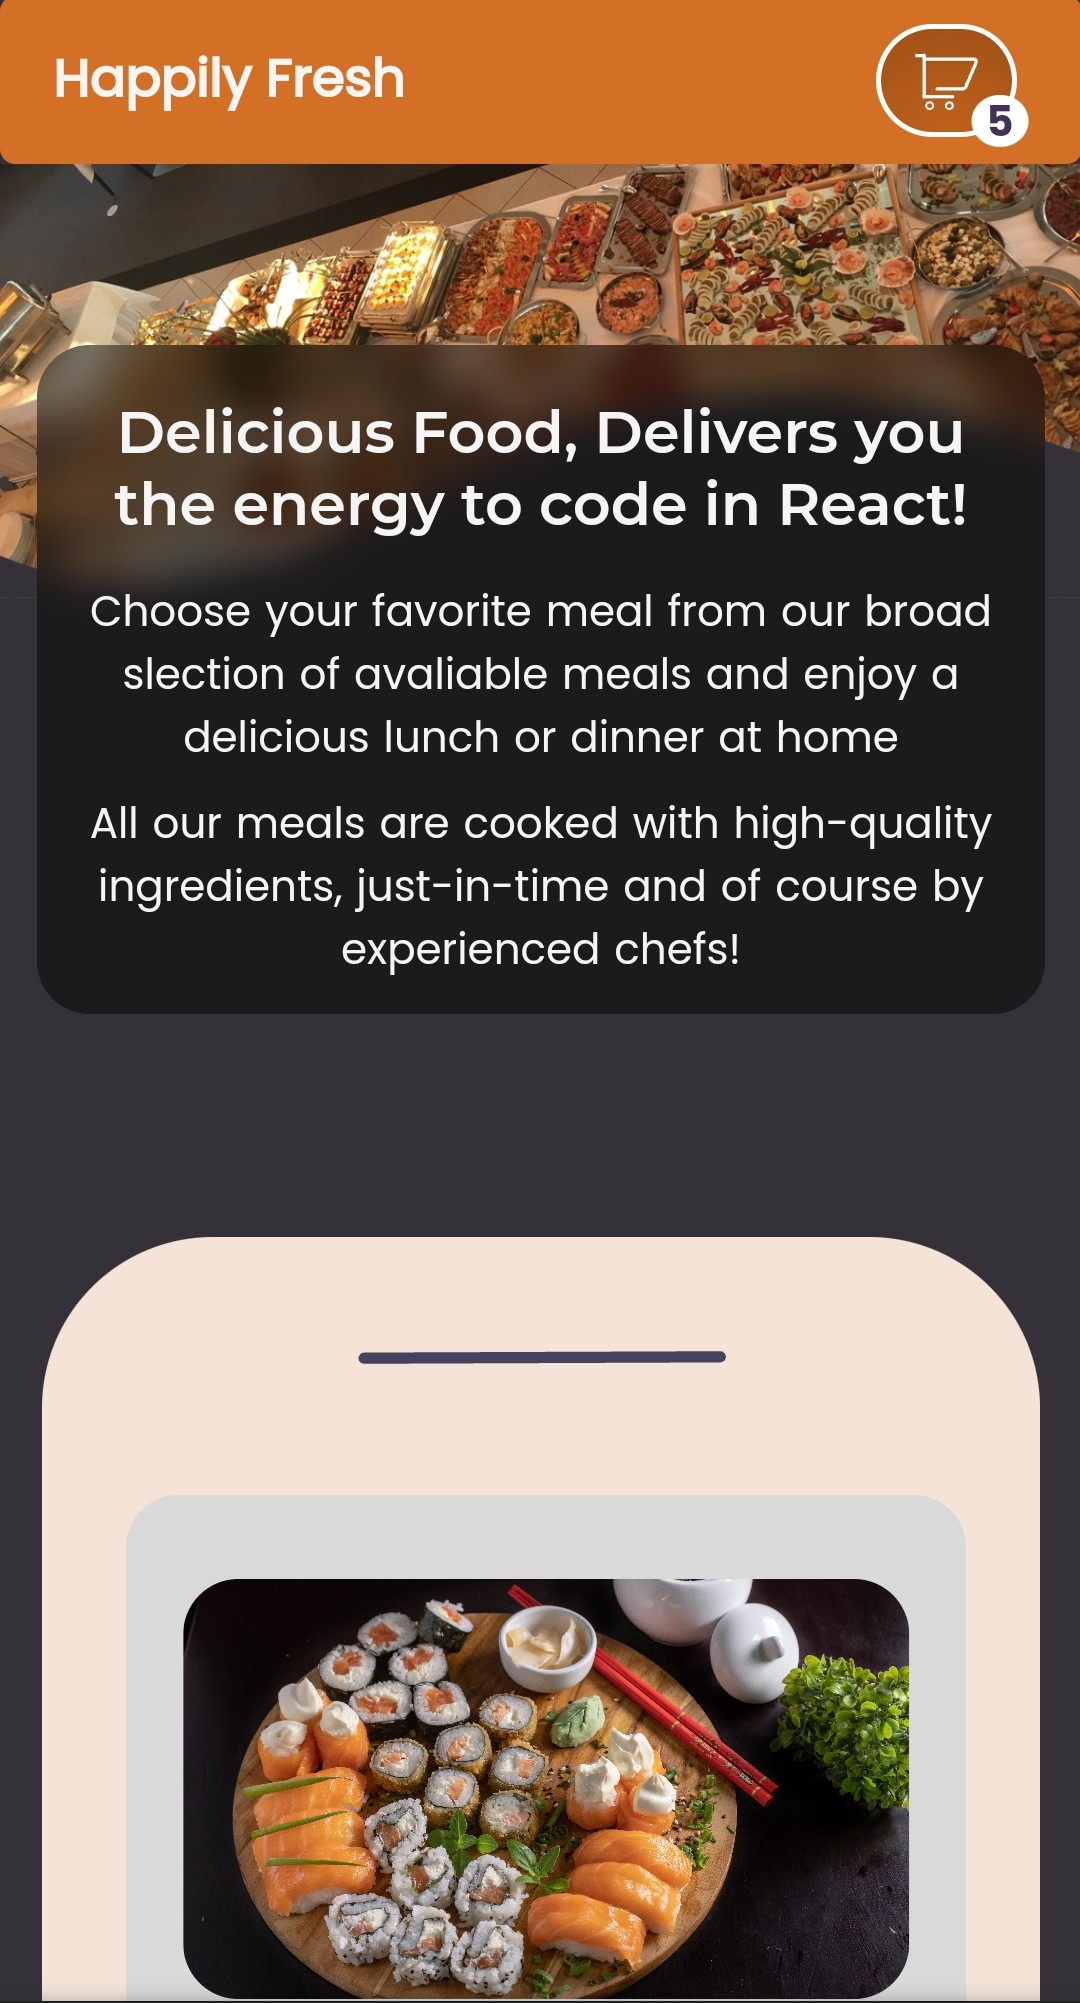 Happily Fresh
5
Delicious Food, Delivers you
the energy to code in React!
Choose your favorite meal from our broad
slection of avaliable meals and enjoy a
delicious lunch or dinner at home
All our meals are cooked with high-quality
ingredients, just-in-time and of course by
experienced chefs!